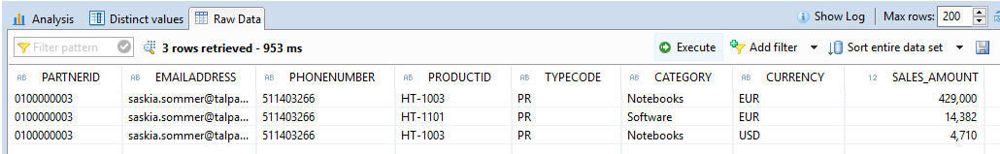 Analysis Distinct values Raw Data Show Log Max rows: 200
Filter pattern 3 rows retrieved - 953 ms Execute Add filter Sort entire data set
AB PARTNERID AB EMAILADDRESS AB PHONENUMBER AB PRODUCTID AB TYPECODE AB CATEGORY AB CURRENCY 12 SALES_AMOUNT
0100000003 saskia.sommer@talpa... 511403266 HT-1003 PR Notebooks EUR 429,000
0100000003 saskia.sommer@talpa... 511403266 HT-1101 PR Software EUR 14,382
0100000003 saskia.sommer@talpa... 511403266 HT-1003 PR Notebooks USD 4,710